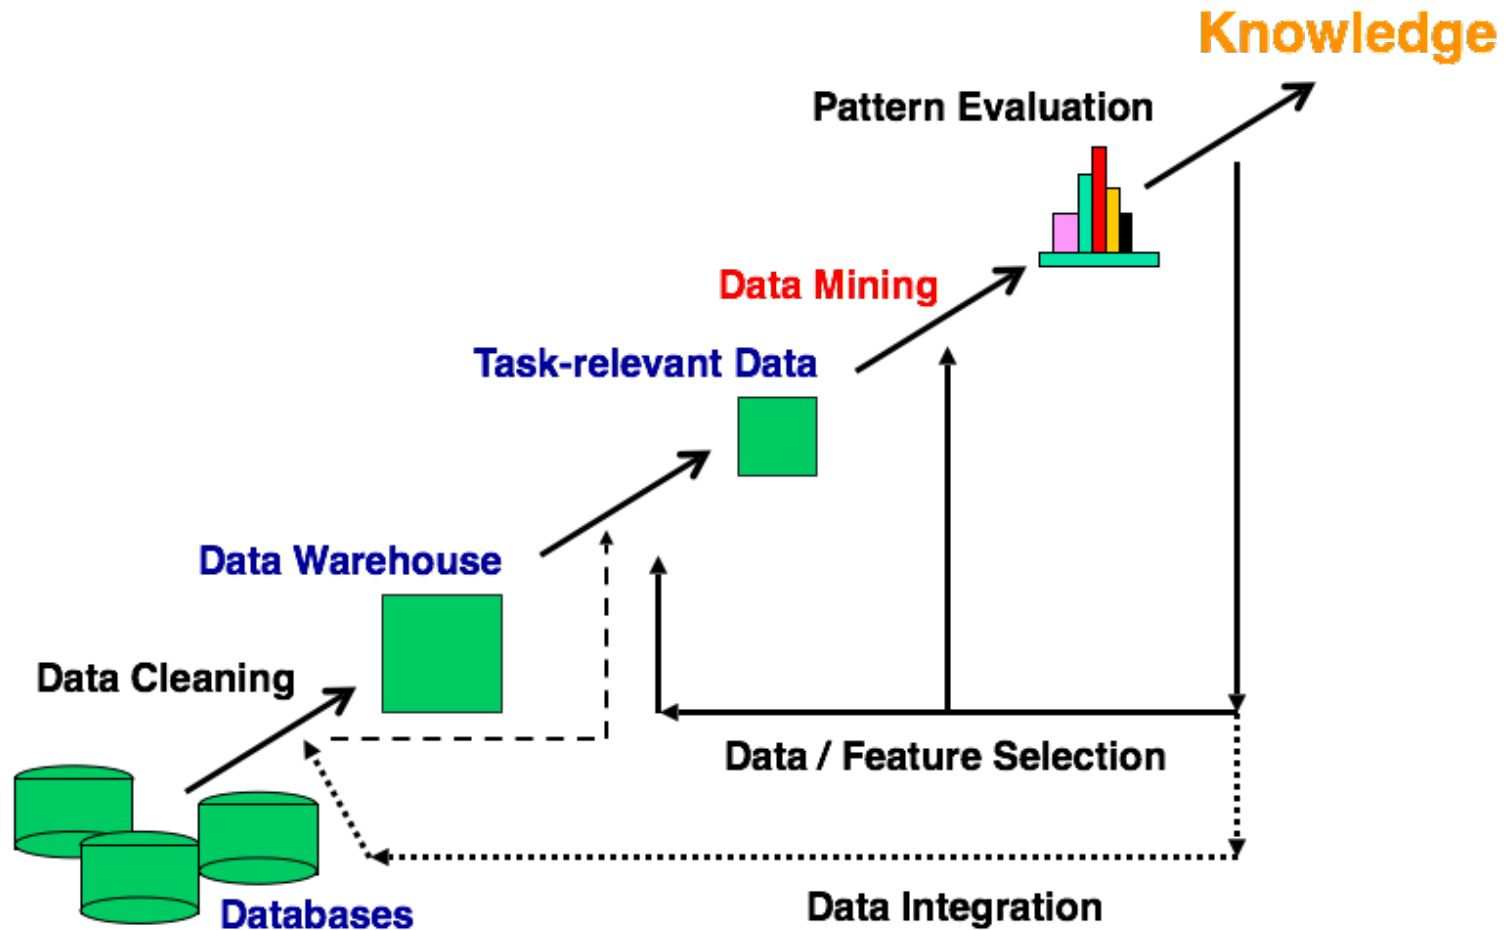 Knowledge
Pattern Evaluation
Data Mining
Task-relevant Data
Data Warehouse
Data Cleaning
Data / Feature Selection
Data Integration
Databases